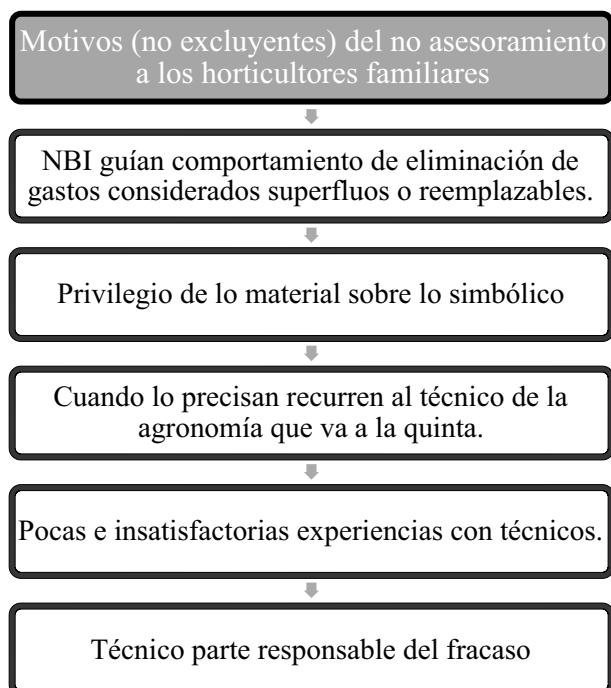 Motivos (no excluyentes) del no asesoramiento
a los horticultores familiares
NBI guían comportamiento de eliminación de
gastos considerados superfluos o reemplazables.
Privilegio de lo material sobre lo simbólico
Cuando lo precisan recurren al técnico de la
agronomía que va a la quinta.
Pocas e insatisfactorias experiencias con técnicos.
Técnico parte responsable del fracaso